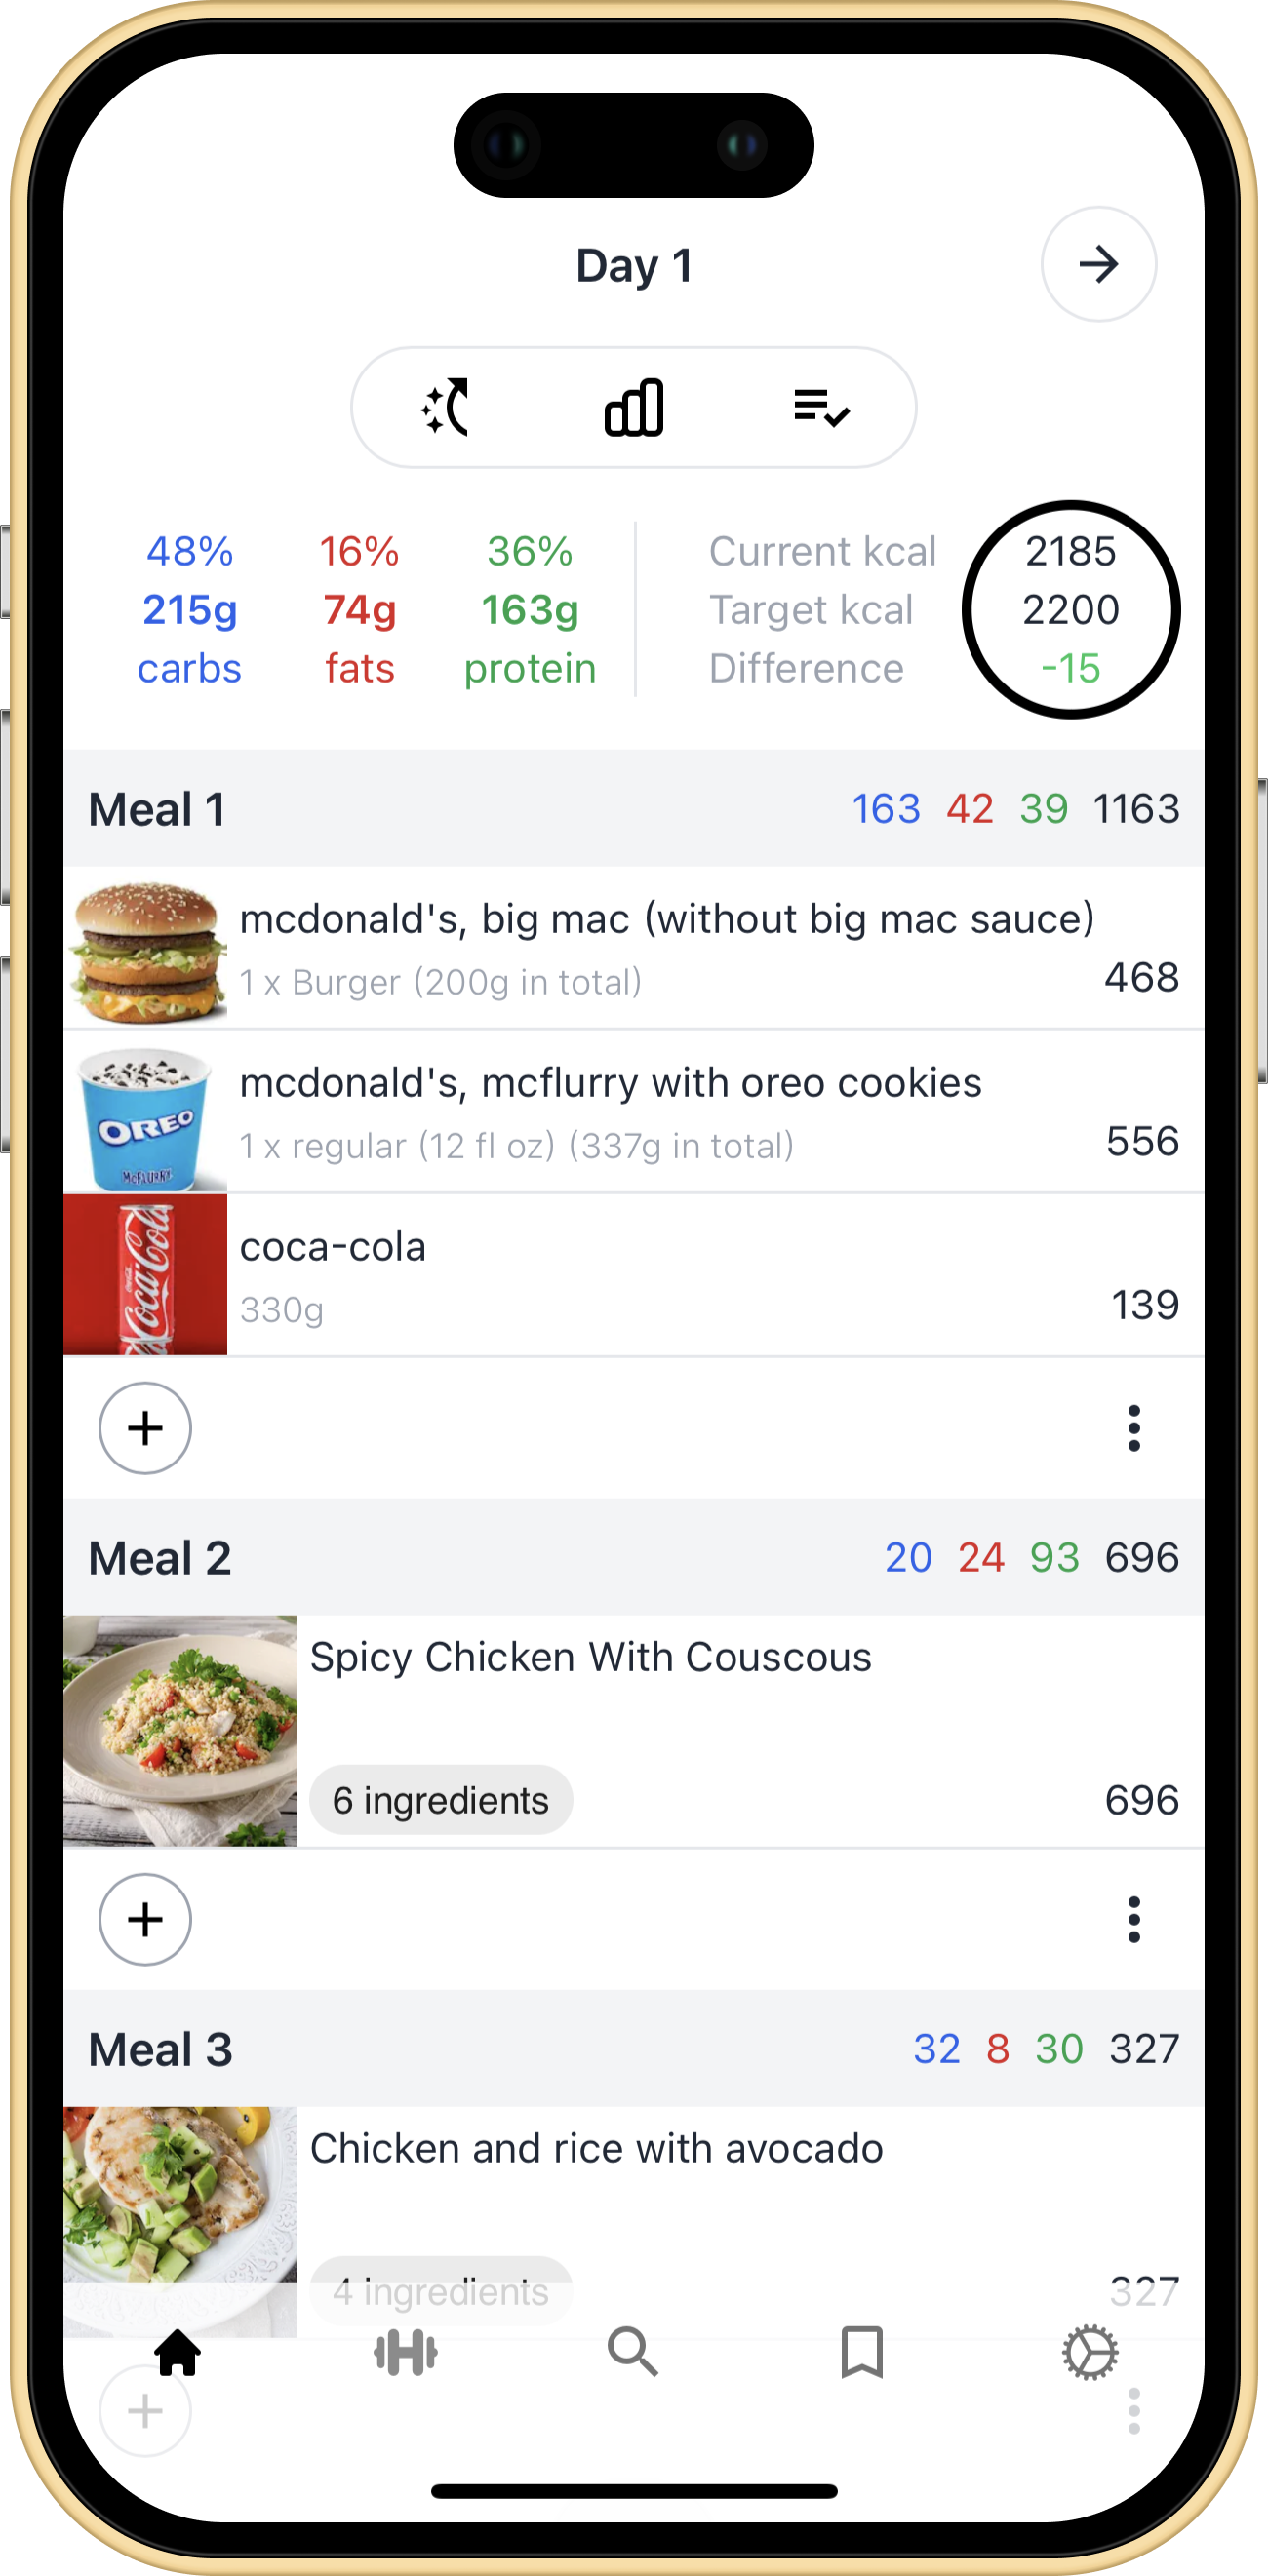 Day 1
48% 16% 36% Current kcal 2185
215g 74g 163g Target kcal 2200
carbs fats protein Difference -15
Meal 1 163 42 39 1163
mcdonald's, big mac (without big mac sauce)
1 x Burger (200g in total) 468
mcdonald's, mcflurry with oreo cookies
1 x regular (12 fl oz) (337g in total) 556
OREO
McFLURRY
coca-cola
330g 139
Coca-Cola
Meal 2 20 24 93 696
Spicy Chicken With Couscous
6 ingredients 696
Meal 3 32 8 30 327
Chicken and rice with avocado
4 ingredients 327